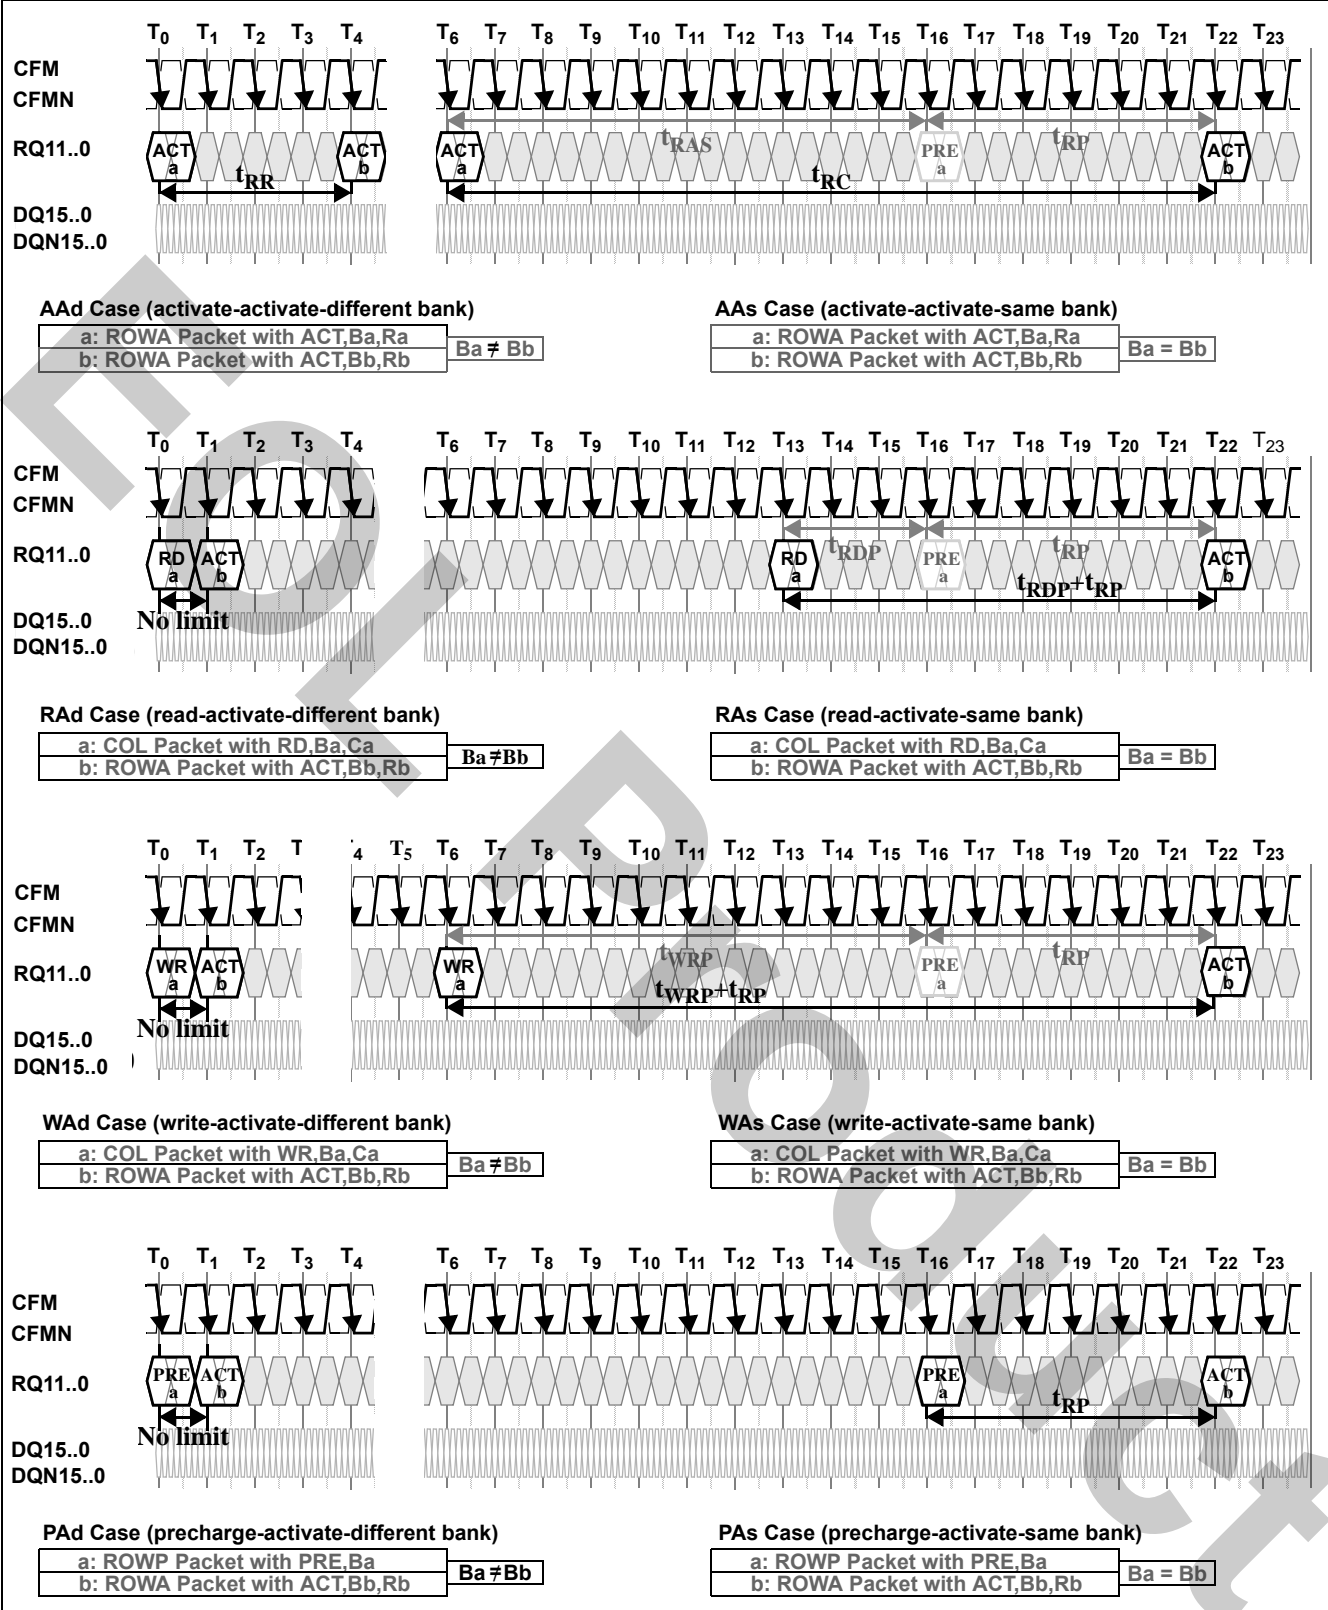 T0 T1 T2 T3 T4 T6 T7 T8 T9 T10 T11 T12 T13 T14 T15 T16 T17 T18 T19 T20 T21 T22 T23
CFM
CFMN
tRAS tRP
RQ11..0 ACT a ACT b ACT a PRE a ACT b
tRR tRC
DQ15..0
DQN15..0
AAd Case (activate-activate-different bank) AAs Case (activate-activate-same bank)
a: ROWA Packet with ACT,Ba,Ra a: ROWA Packet with ACT,Ba,Ra
Ba ≠ Bb Ba = Bb
b: ROWA Packet with ACT,Bb,Rb b: ROWA Packet with ACT,Bb,Rb
T0 T1 T2 T3 T4 T6 T7 T8 T9 T10 T11 T12 T13 T14 T15 T16 T17 T18 T19 T20 T21 T22 T23
CFM
CFMN
tRDP tRP
RQ11..0 RD a ACT b RD a PRE a ACT b
tRDP+tRP
No limit
DQ15..0
DQN15..0
RAd Case (read-activate-different bank) RAs Case (read-activate-same bank)
a: COL Packet with RD,Ba,Ca a: COL Packet with RD,Ba,Ca
Ba≠Bb Ba = Bb
b: ROWA Packet with ACT,Bb,Rb b: ROWA Packet with ACT,Bb,Rb
T0 T1 T2 T 4 T5 T6 T7 T8 T9 T10 T11 T12 T13 T14 T15 T16 T17 T18 T19 T20 T21 T22 T23
CFM
CFMN
tWRP tRP
RQ11..0 WR a ACT b WR a PRE a ACT b
tWRP+tRP
No limit
DQ15..0
DQN15..0 )
WAd Case (write-activate-different bank) WAs Case (write-activate-same bank)
a: COL Packet with WR,Ba,Ca a: COL Packet with WR,Ba,Ca
Ba≠Bb Ba = Bb
b: ROWA Packet with ACT,Bb,Rb b: ROWA Packet with ACT,Bb,Rb
T0 T1 T2 T3 T4 T6 T7 T8 T9 T10 T11 T12 T13 T14 T15 T16 T17 T18 T19 T20 T21 T22 T23
CFM
CFMN
RQ11..0 PRE a ACT b PRE a ACT b
tRP
No limit
DQ15..0
DQN15..0
PAd Case (precharge-activate-different bank) PAs Case (precharge-activate-same bank)
a: ROWP Packet with PRE,Ba a: ROWP Packet with PRE,Ba
Ba≠Bb Ba = Bb
b: ROWA Packet with ACT,Bb,Rb b: ROWA Packet with ACT,Bb,Rb
EOL Product